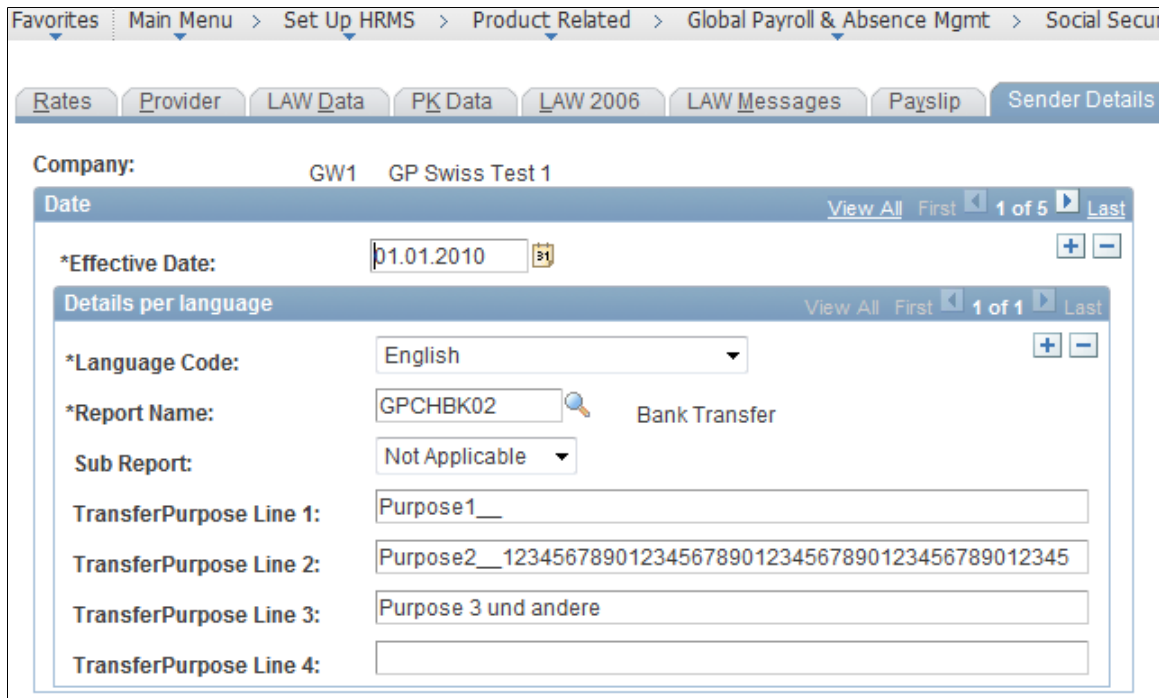 Favorites Main Menu > Set Up HRMS > Product Related > Global Payroll & Absence Mgmt > Social Secur
Rates Provider LAW Data PK Data LAW 2006 LAW Messages Payslip Sender Details
Company: GW1 GP Swiss Test 1
Date View All First 1 of 5 Last
*Effective Date: 01.01.2010 31
Details per language View All First 1 of 1 Last
*Language Code: English
*Report Name: GPCHBK02 Bank Transfer
Sub Report: Not Applicable
TransferPurpose Line 1: Purpose1__
TransferPurpose Line 2: Purpose2__123456789012345678901234567890123456789012345
TransferPurpose Line 3: Purpose 3 und andere
TransferPurpose Line 4: